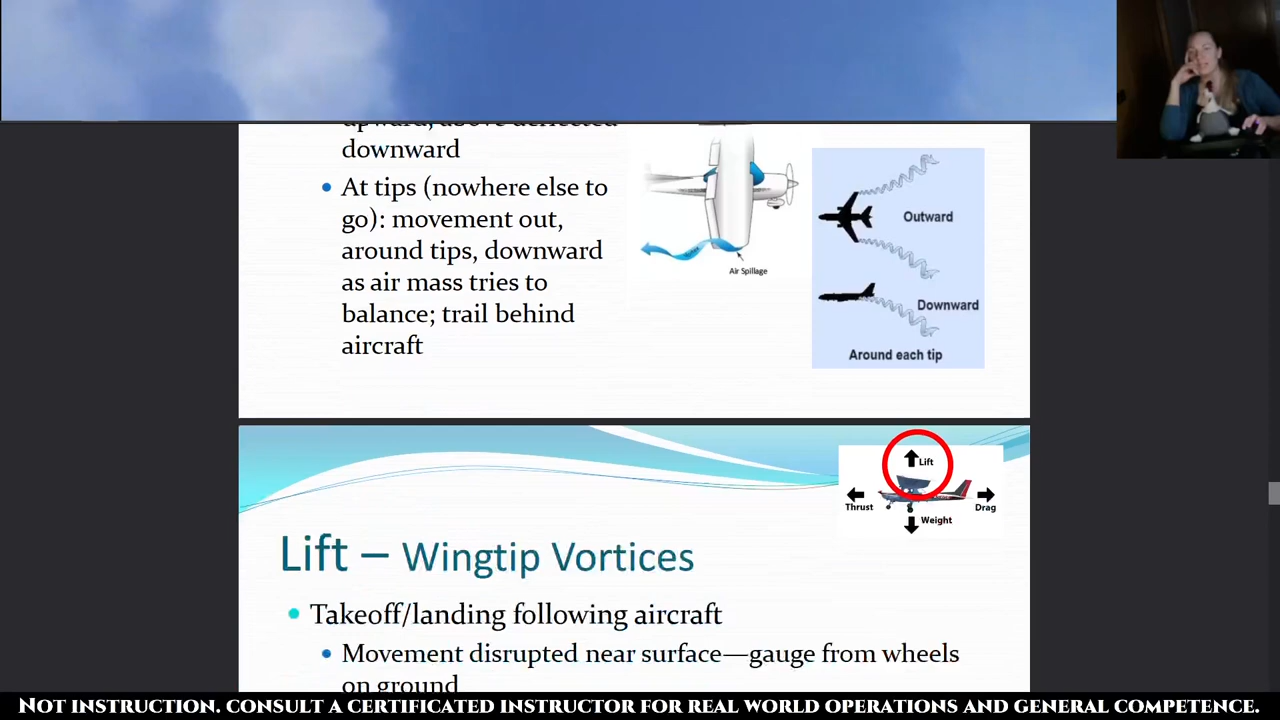 upward, above deflected
downward
• At tips (nowhere else to
go): movement out,
around tips, downward
as air mass tries to
balance; trail behind
aircraft
Air Spillage
Outward
Downward
Around each tip
Lift
Thrust
Drag
Weight
Lift – Wingtip Vortices
• Takeoff/landing following aircraft
• Movement disrupted near surface—gauge from wheels
on ground
NOT INSTRUCTION. CONSULT A CERTIFICATED INSTRUCTOR FOR REAL WORLD OPERATIONS AND GENERAL COMPETENCE.